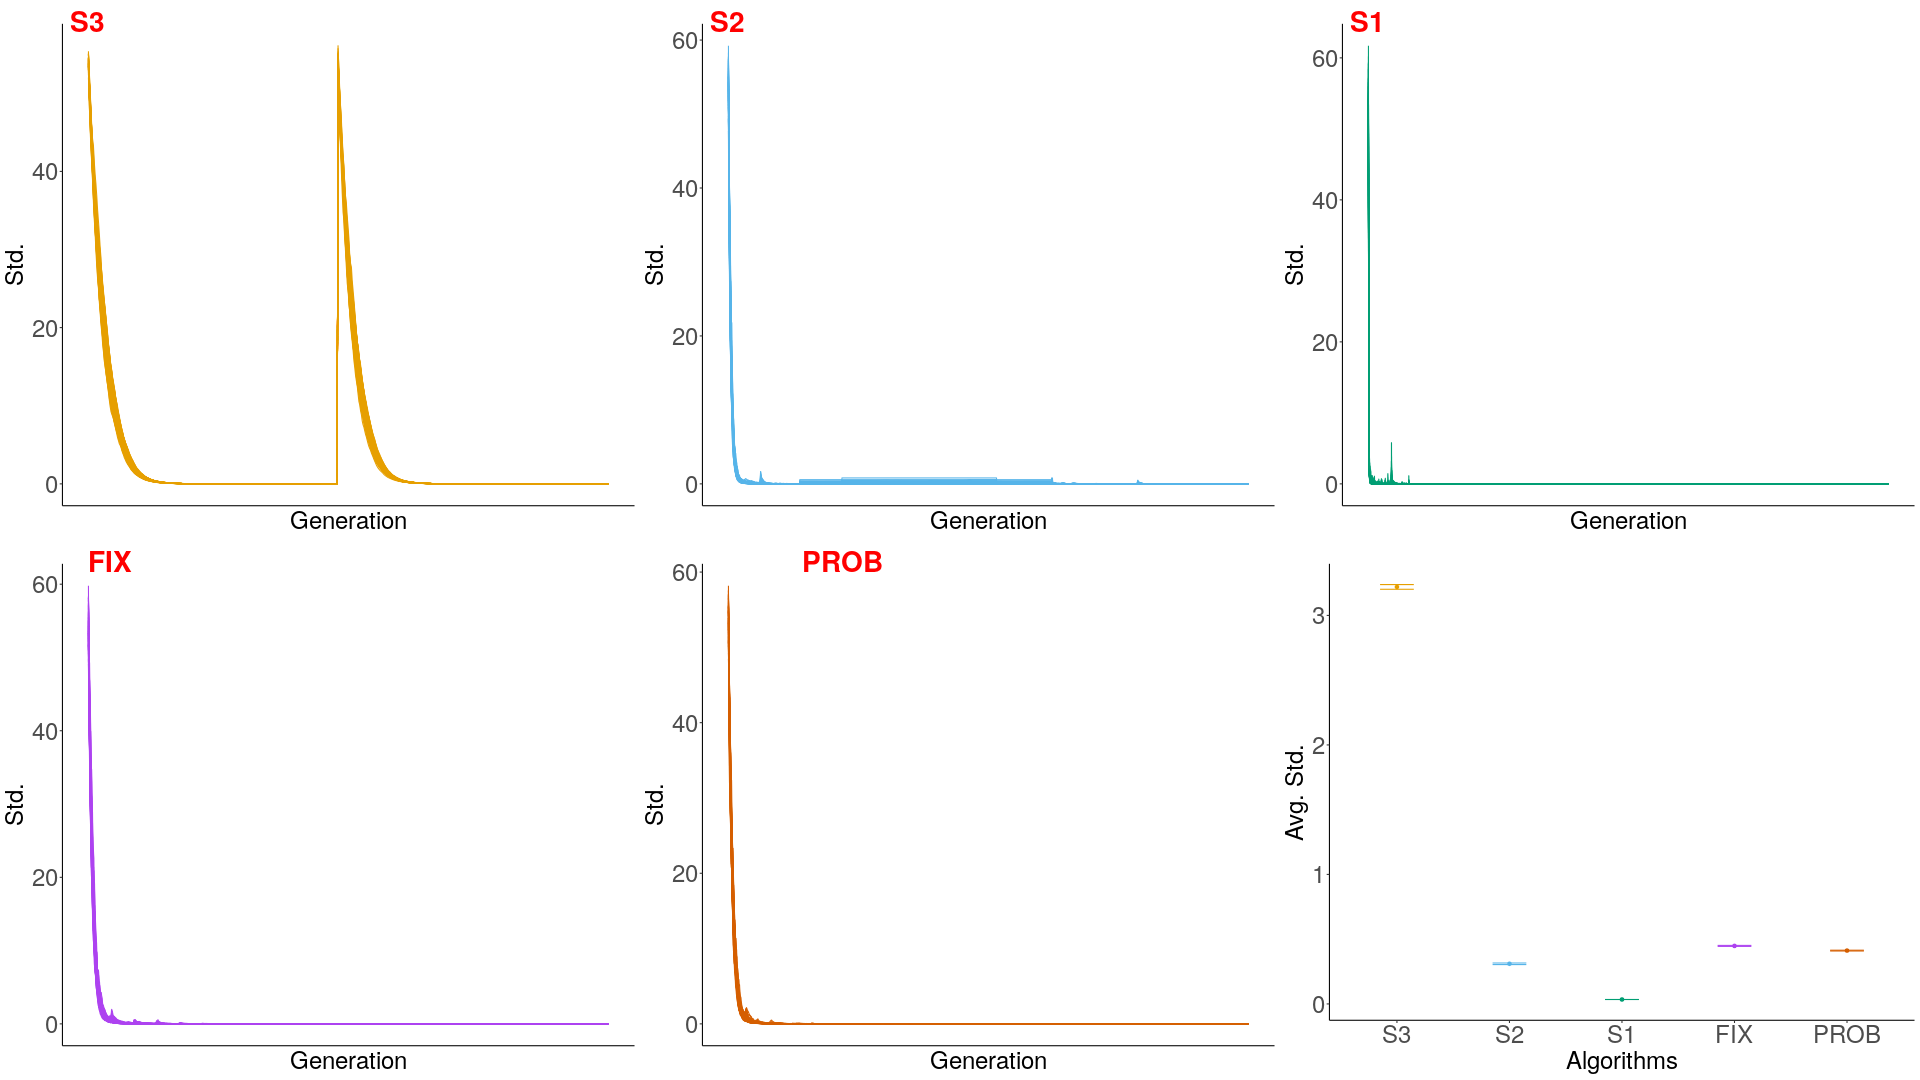 S3
Std.
40
20
0
Generation
S2
Std.
60
40
20
0
Generation
S1
Std.
60
40
20
0
Generation
FIX
Std.
60
40
20
0
Generation
PROB
Std.
60
40
20
0
Generation
Avg. Std.
3
2
1
0
S3 S2 S1 FIX PROB
Algorithms